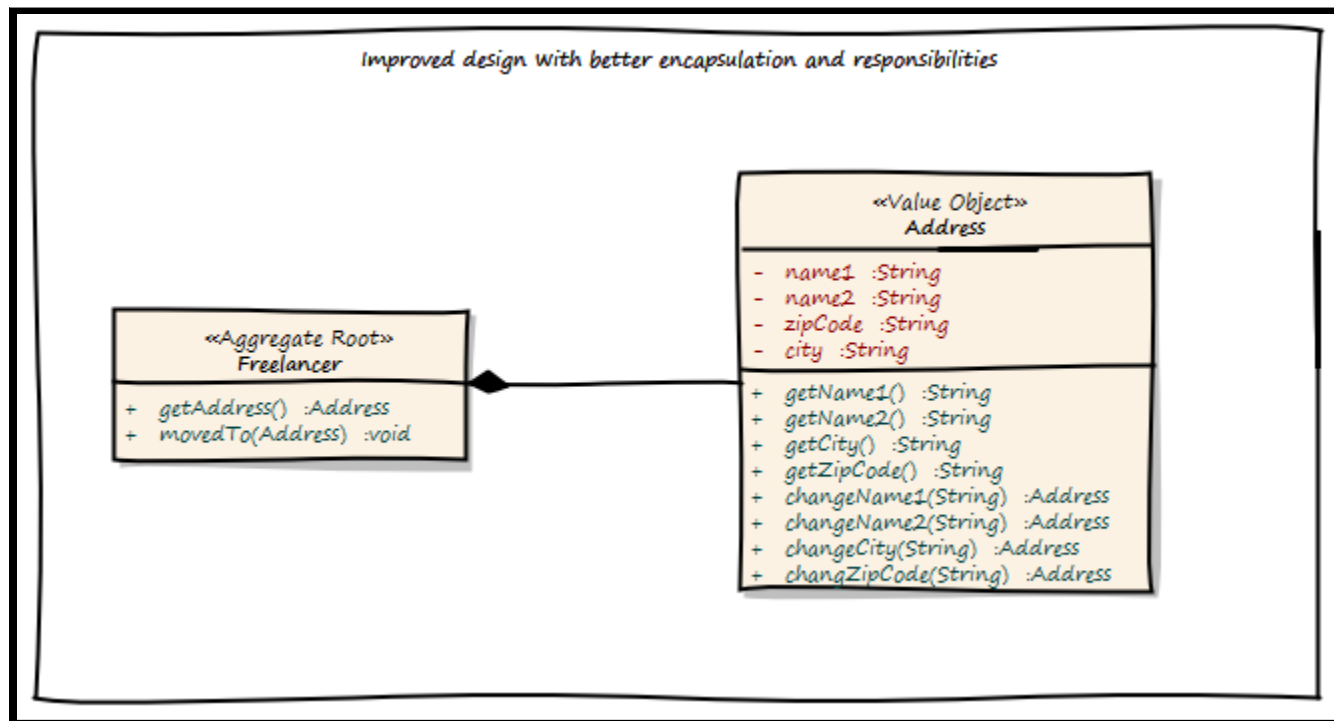 Improved design with better encapsulation and responsibilities
«Aggregate Root»
Freelancer
+ getAddress() :Address
+ movedTo(Address) :void
«Value Object»
Address
- name1 :String
- name2 :String
- zipCode :String
- city :String
+ getName1() :String
+ getName2() :String
+ getCity() :String
+ getZipCode() :String
+ changeName1(String) :Address
+ changeName2(String) :Address
+ changeCity(String) :Address
+ changZipCode(String) :Address